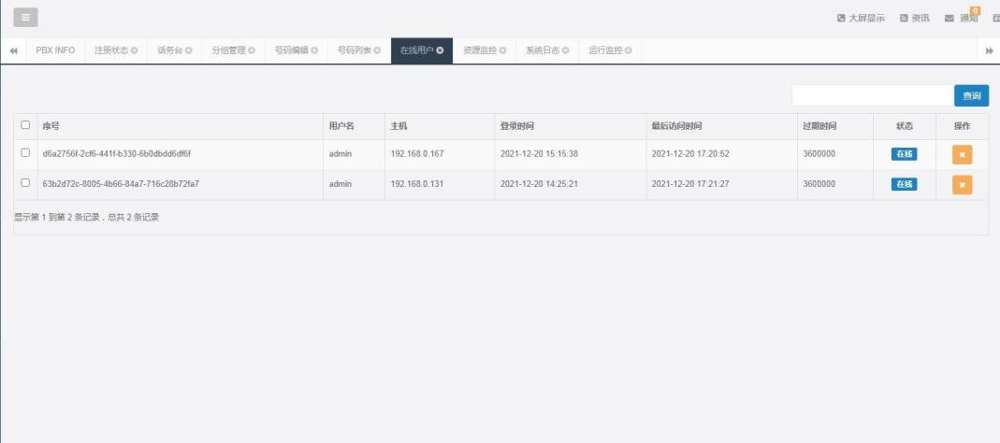 大屏显示 资讯 通知 0
PBX INFO 注册状态 话务台 分组管理 号码编辑 号码列表 在线用户 资源监控 系统日志 运行监控
查询
序号 用户名 主机 登录时间 最后访问时间 过期时间 状态 操作
d6a2756f-2cf6-441f-b330-6b0dbdd6df6f admin 192.168.0.167 2021-12-20 15:15:38 2021-12-20 17:20:52 3600000 在线
63b2d72c-8005-4b66-84a7-716c28b72fa7 admin 192.168.0.131 2021-12-20 14:25:21 2021-12-20 17:21:27 3600000 在线
显示第 1 到第 2 条记录，总共 2 条记录